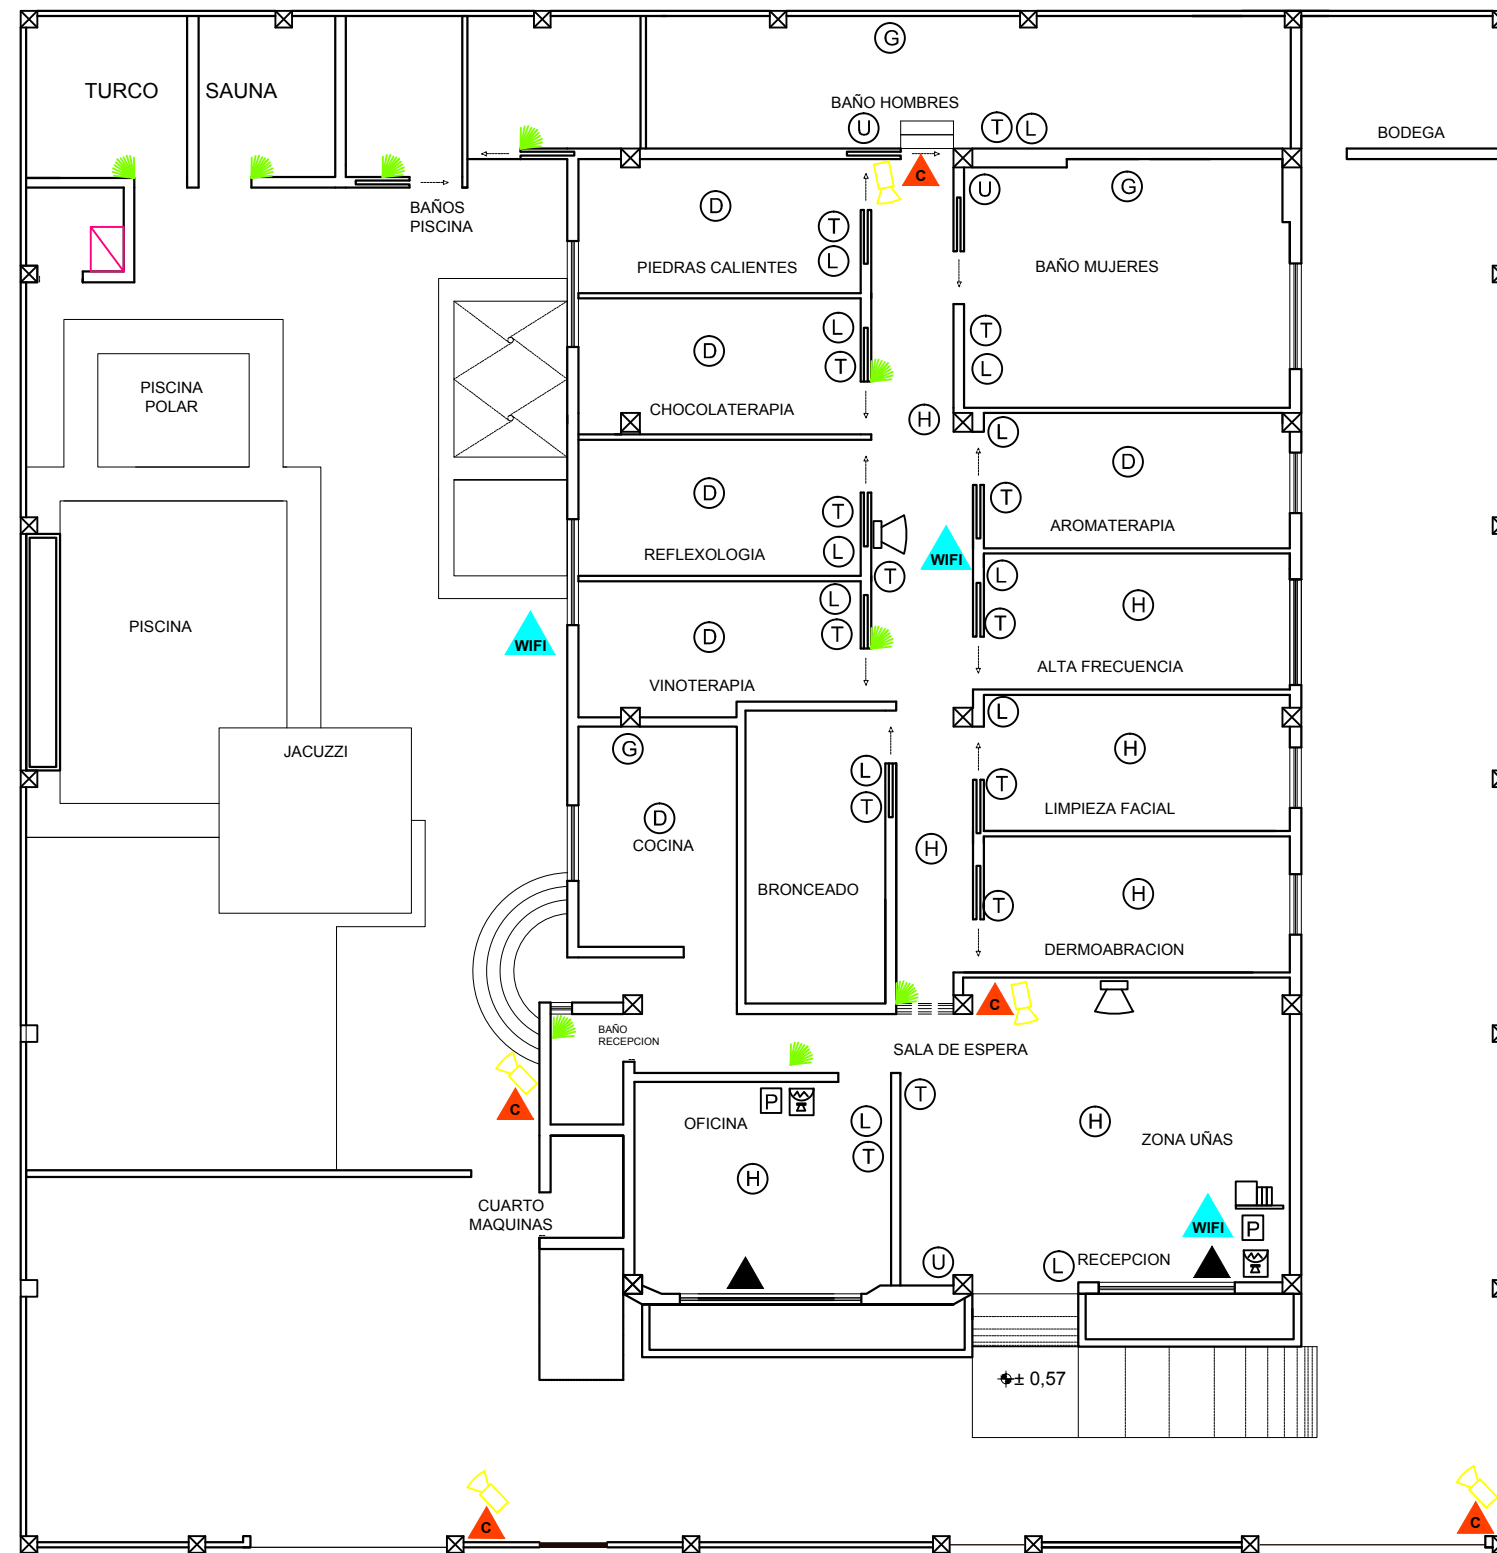 G
TURCO
SAUNA
BAÑO HOMBRES
U
T
L
BODEGA
C
BAÑOS
PISCINA
D
T
L
PIEDRAS CALIENTES
U
G
BAÑO MUJERES
PISCINA
POLAR
D
L
T
CHOCOLATERAPIA
T
L
H
L
D
T
AROMATERAPIA
D
T
L
REFLEXOLOGIA
WIFI
T
L
H
T
ALTA FRECUENCIA
PISCINA
WIFI
D
L
T
VINOTERAPIA
L
H
T
LIMPIEZA FACIAL
JACUZZI
G
D
COCINA
L
T
BRONCEADO
H
H
T
DERMOABRACION
C
BAÑO
RECEPCION
SALA DE ESPERA
C
P
OFICINA
L
T
H
T
H
ZONA UÑAS
CUARTO
MAQUINAS
WIFI
P
U
L
RECEPCION
± 0,57
C
C